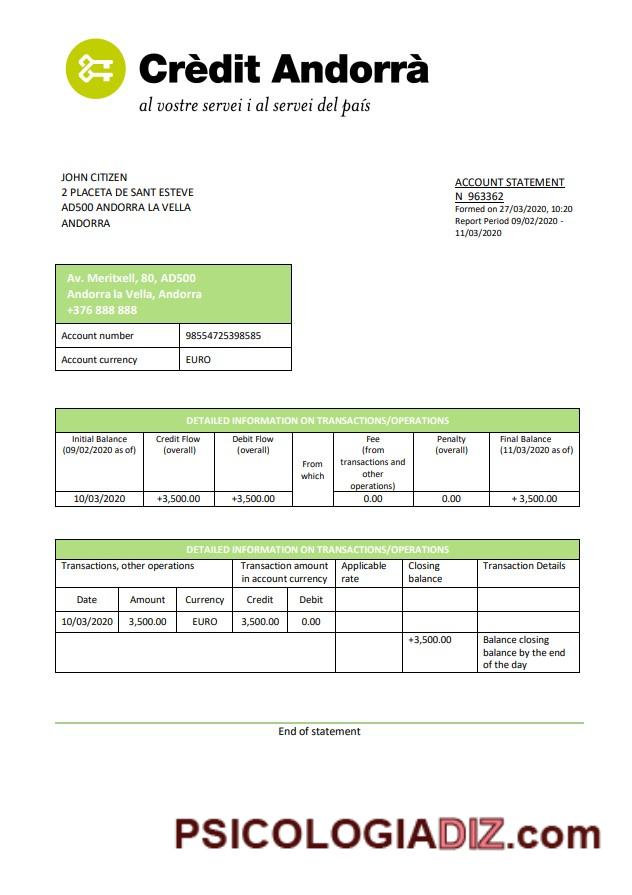 Crèdit Andorrà
al vostre servei i al servei del país
JOHN CITIZEN
2 PLACETA DE SANT ESTEVE
AD500 ANDORRA LA VELLA
ANDORRA
ACCOUNT STATEMENT
N 963362
Formed on 27/03/2020, 10:20
Report Period 09/02/2020 -
11/03/2020
Av. Meritxell, 80, AD500
Andorra la Vella, Andorra
+376 888 888
Account number 98554725398585
Account currency EURO
DETAILED INFORMATION ON TRANSACTIONS/OPERATIONS
Initial Balance
(09/02/2020 as of)
Credit Flow
(overall)
Debit Flow
(overall)
From
which
Fee
(from
transactions and
other
operations)
Penalty
(overall)
Final Balance
(11/03/2020 as of)
10/03/2020 +3,500.00 +3,500.00 0.00 0.00 + 3,500.00
DETAILED INFORMATION ON TRANSACTIONS/OPERATIONS
Transactions, other operations
Transaction amount
in account currency
Applicable
rate
Closing
balance
Transaction Details
Date Amount Currency Credit Debit
10/03/2020 3,500.00 EURO 3,500.00 0.00
+3,500.00
Balance closing
balance by the end
of the day
End of statement
PSICOLOGIADIZ.com